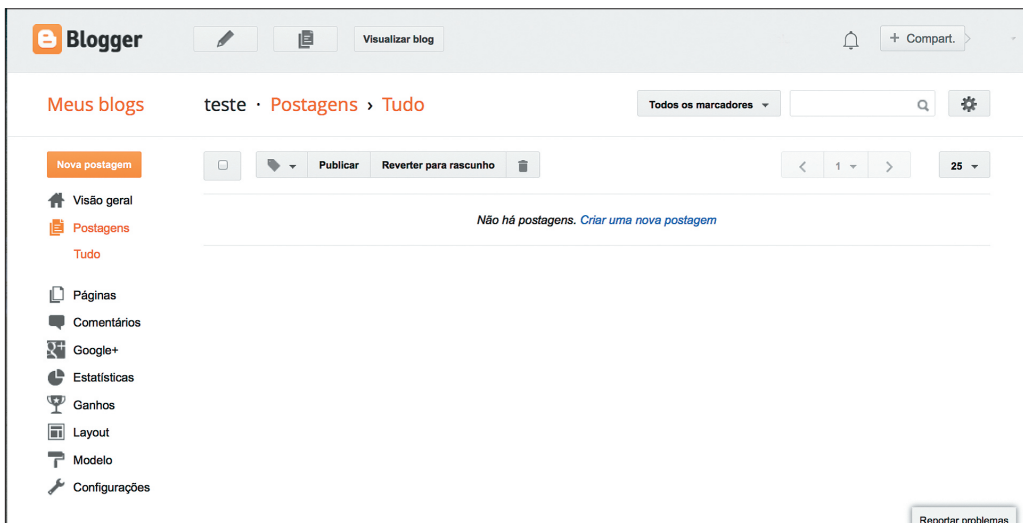 Blogger Visualizar blog + Compart.
Meus blogs teste · Postagens › Tudo Todos os marcadores
Nova postagem Publicar Reverter para rascunho 1 25
Visão geral
Não há postagens. Criar uma nova postagem
Postagens
Tudo
Páginas
Comentários
Google+
Estatísticas
Ganhos
Layout
Modelo
Configurações
Reportar problemas